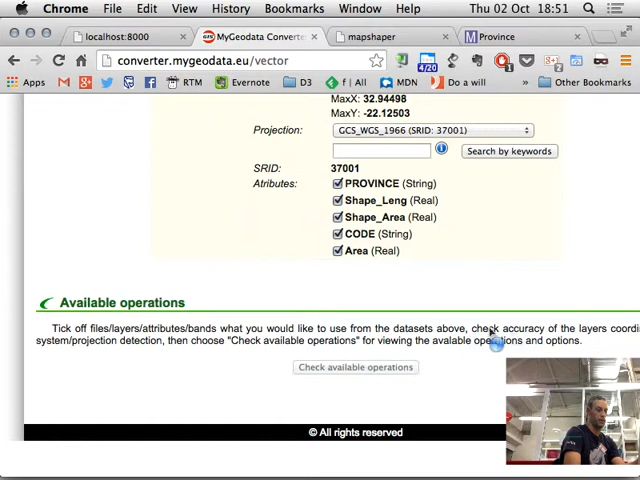 Chrome File Edit View History Bookmarks Window Thu 02 Oct 18:51
localhost:8000 MyGeodata Converte mapshaper Province
converter.mygeodata.eu/vector
4/20
Apps RTM Evernote D3 f | All MDN Do a will » Other Bookmarks
MaxX: 32.94498
MaxY: -22.12503
Projection: GCS_WGS_1966 (SRID: 37001)
Search by keywords
SRID: 37001
Atributes: PROVINCE (String)
Shape_Leng (Real)
Shape_Area (Real)
CODE (String)
Area (Real)
Available operations
Tick off files/layers/attributes/bands what you would like to use from the datasets above, check accuracy of the layers coordi
system/projection detection, then choose "Check available operations" for viewing the avalable operations and options.
Check available operations
© All rights reserved